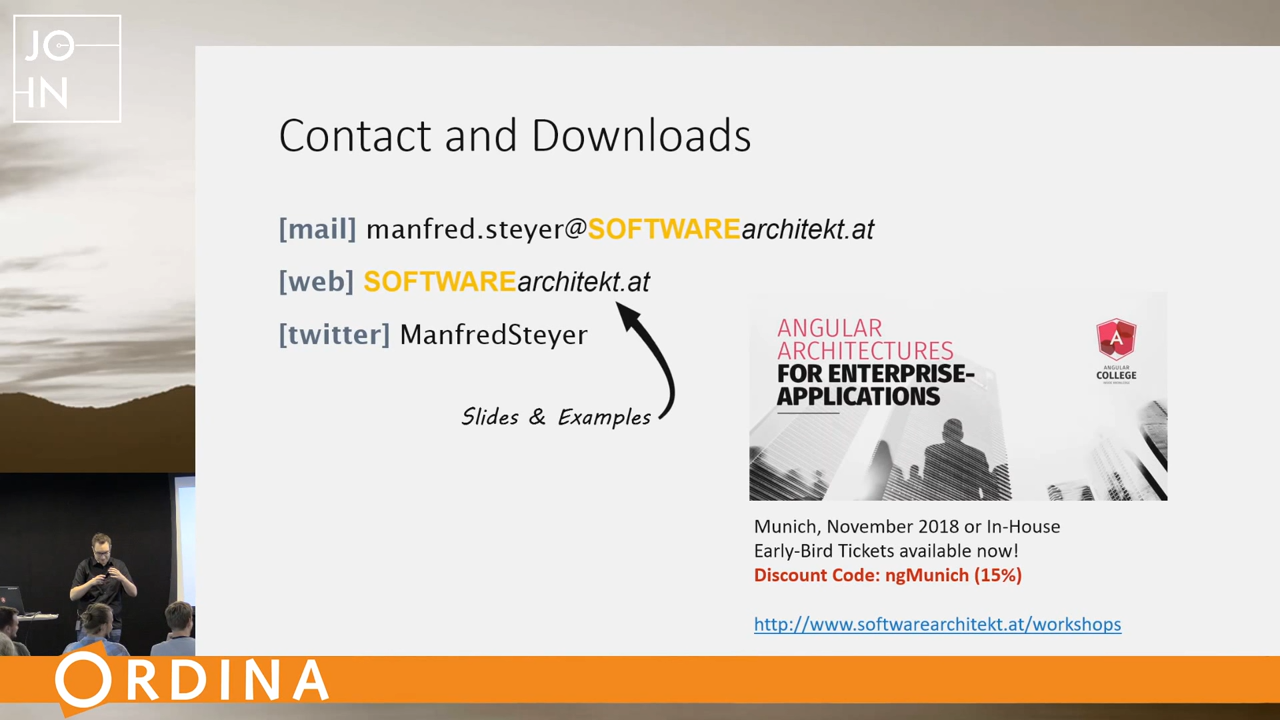 JO
HN
Contact and Downloads
[mail] manfred.steyer@SOFTWAREarchitekt.at
[web] SOFTWAREarchitekt.at
[twitter] ManfredSteyer
Slides & Examples
ANGULAR
ARCHITECTURES
FOR ENTERPRISE-
APPLICATIONS
A
ANGULAR
COLLEGE
Munich, November 2018 or In-House
Early-Bird Tickets available now!
Discount Code: ngMunich (15%)
http://www.softwarearchitekt.at/workshops
ORDINA